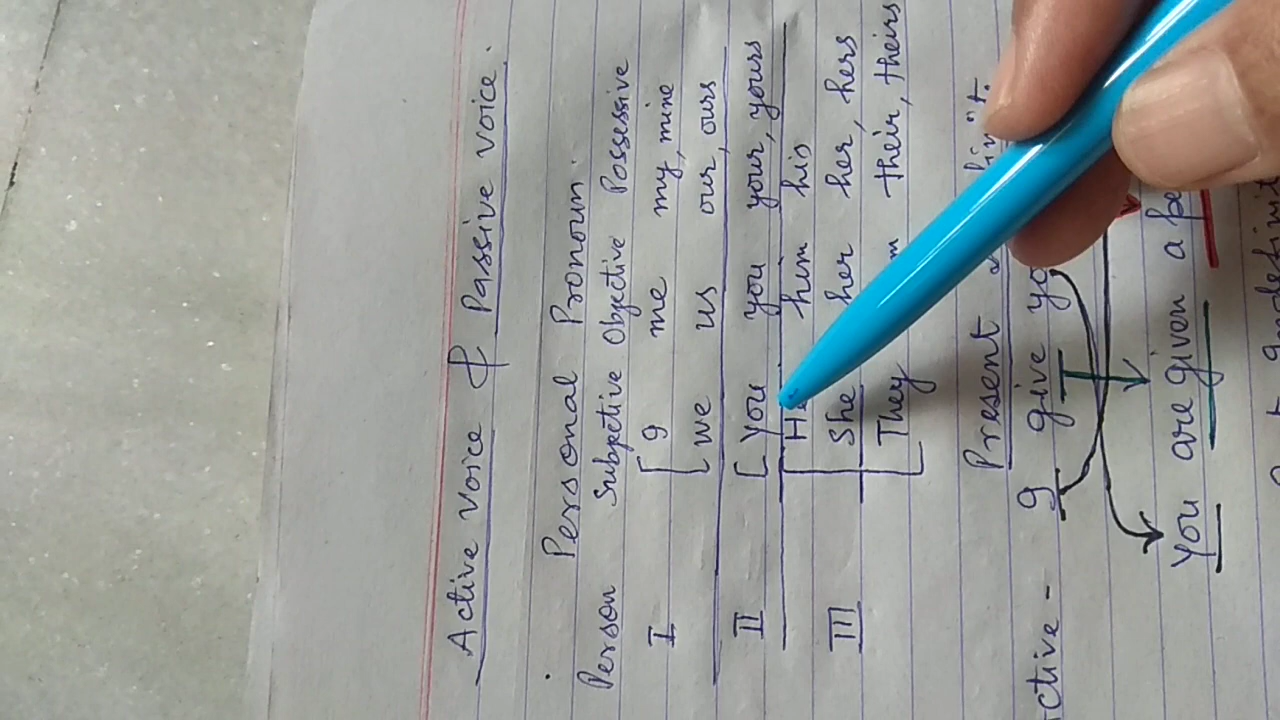 Active voice & Passive voice.
Personal Pronoun
Person Subjective Objective Possessive
I I me my, mine
we us our, ours
II You you your, yours
He him his
III She her her, hers
They their, theirs
Present
I give
You are given a